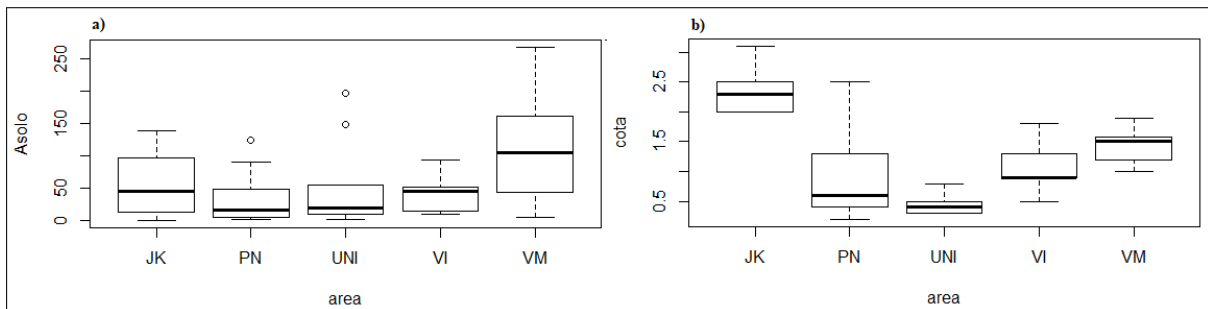 a)
Asolo
250
150
50
0
JK PN UNI VI VM
area
b)
cota
2.5
1.5
0.5
JK PN UNI VI VM
area